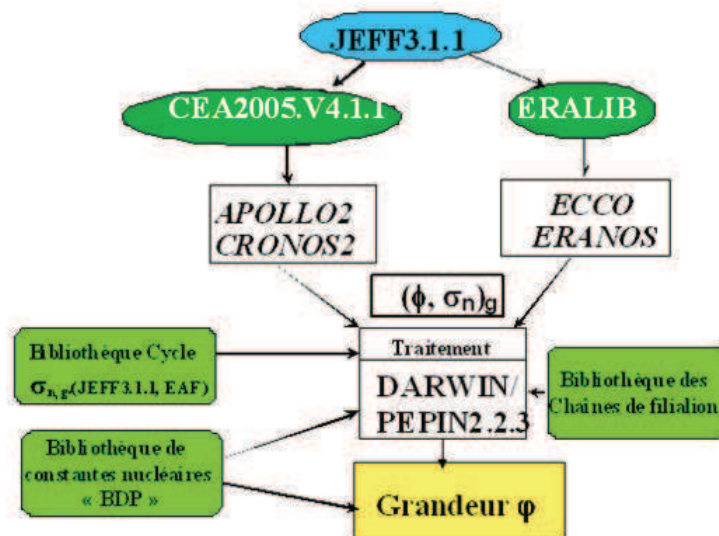 JEFF3.1.1
CEA2005.V4.1.1
ERALIB
APOLLO2
CRONOS2
ECCO
ERANOS
(ϕ, σn)g
Bibliothèque Cycle
σn,g(JEFF3.1.1, EAF)
Traitement
DARWIN/
PEPIN2.2.3
Bibliothèque des
Chaînes de filialion
Bibliothèque de
constantes nucléaires
« BDP »
Grandeur φ